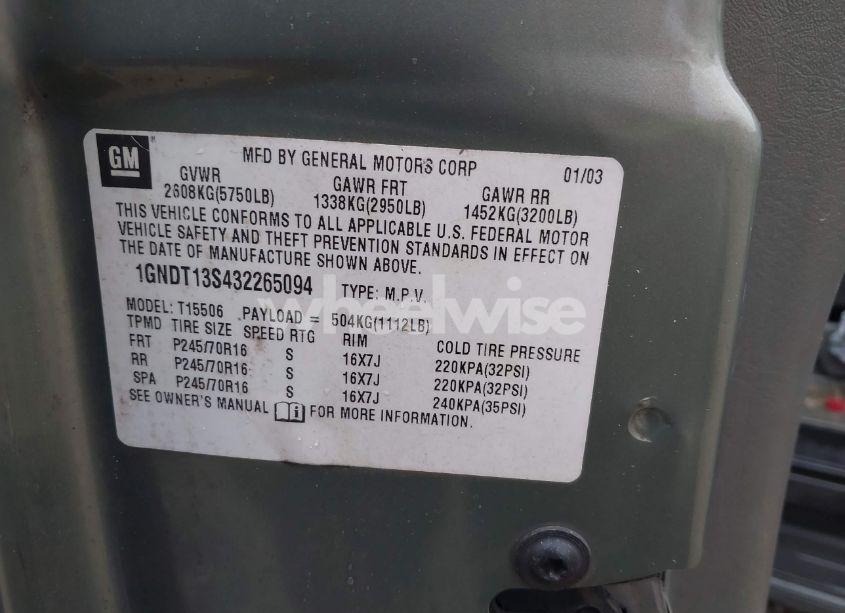 GM
MFD BY GENERAL MOTORS CORP 01/03
GVWR GAWR FRT GAWR RR
2608KG(5750LB) 1338KG(2950LB) 1452KG(3200LB)
THIS VEHICLE CONFORMS TO ALL APPLICABLE U.S. FEDERAL MOTOR
VEHICLE SAFETY AND THEFT PREVENTION STANDARDS IN EFFECT ON
THE DATE OF MANUFACTURE SHOWN ABOVE.
1GNDT13S432265094 TYPE: M.P.V.
wheelwise
MODEL: T15506 PAYLOAD = 504KG(1112LB)
TPMD TIRE SIZE SPEED RTG RIM COLD TIRE PRESSURE
FRT P245/70R16 S 16X7J 220KPA(32PSI)
RR P245/70R16 S 16X7J 220KPA(32PSI)
SPA P245/70R16 S 16X7J 240KPA(35PSI)
SEE OWNER'S MANUAL FOR MORE INFORMATION.